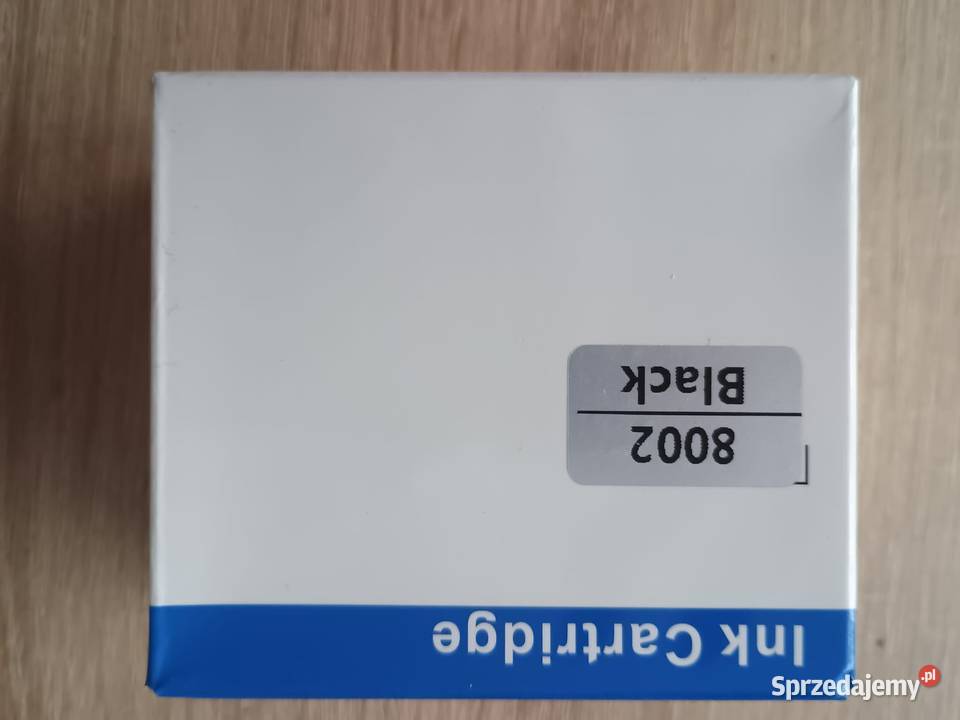 Ink Cartridge
8002
Black
Sprzedajemy.pl